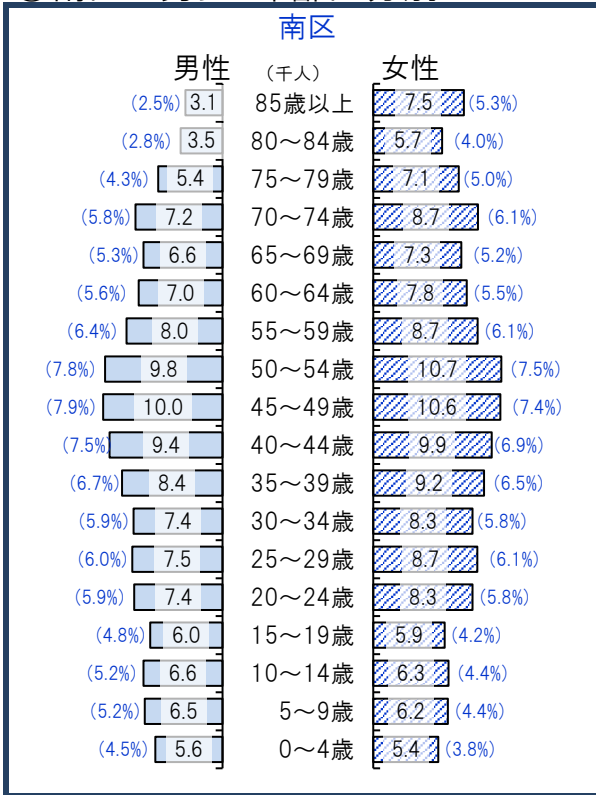 南区
男性 (千人) 女性
(2.5%) 3.1 85歳以上 7.5 (5.3%)
(2.8%) 3.5 80～84歳 5.7 (4.0%)
(4.3%) 5.4 75～79歳 7.1 (5.0%)
(5.8%) 7.2 70～74歳 8.7 (6.1%)
(5.3%) 6.6 65～69歳 7.3 (5.2%)
(5.6%) 7.0 60～64歳 7.8 (5.5%)
(6.4%) 8.0 55～59歳 8.7 (6.1%)
(7.8%) 9.8 50～54歳 10.7 (7.5%)
(7.9%) 10.0 45～49歳 10.6 (7.4%)
(7.5%) 9.4 40～44歳 9.9 (6.9%)
(6.7%) 8.4 35～39歳 9.2 (6.5%)
(5.9%) 7.4 30～34歳 8.3 (5.8%)
(6.0%) 7.5 25～29歳 8.7 (6.1%)
(5.9%) 7.4 20～24歳 8.3 (5.8%)
(4.8%) 6.0 15～19歳 5.9 (4.2%)
(5.2%) 6.6 10～14歳 6.3 (4.4%)
(5.2%) 6.5 5～9歳 6.2 (4.4%)
(4.5%) 5.6 0～4歳 5.4 (3.8%)